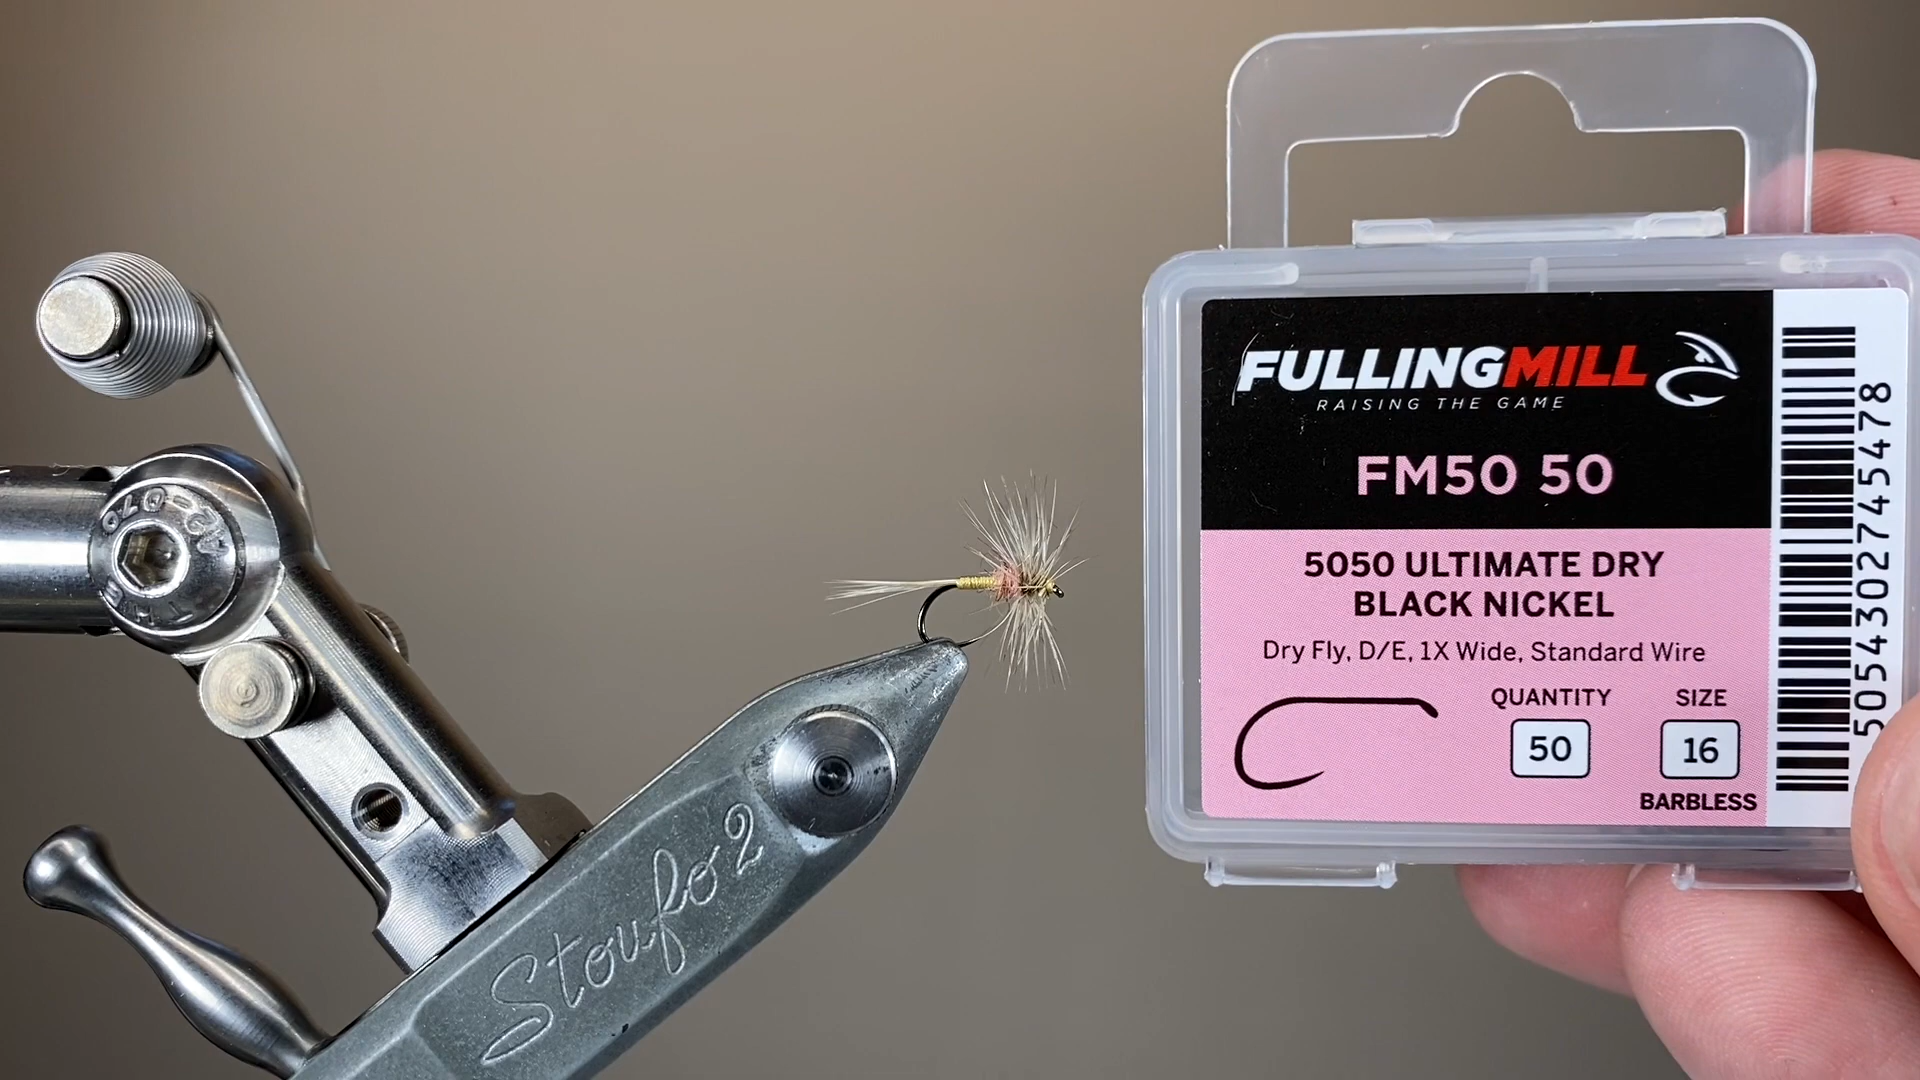 FULLINGMILL
RAISING THE GAME
FM50 50
5050 ULTIMATE DRY
BLACK NICKEL
Dry Fly, D/E, 1X Wide, Standard Wire
QUANTITY
50
SIZE
16
BARBLESS
5054302745478
Stonfo 2